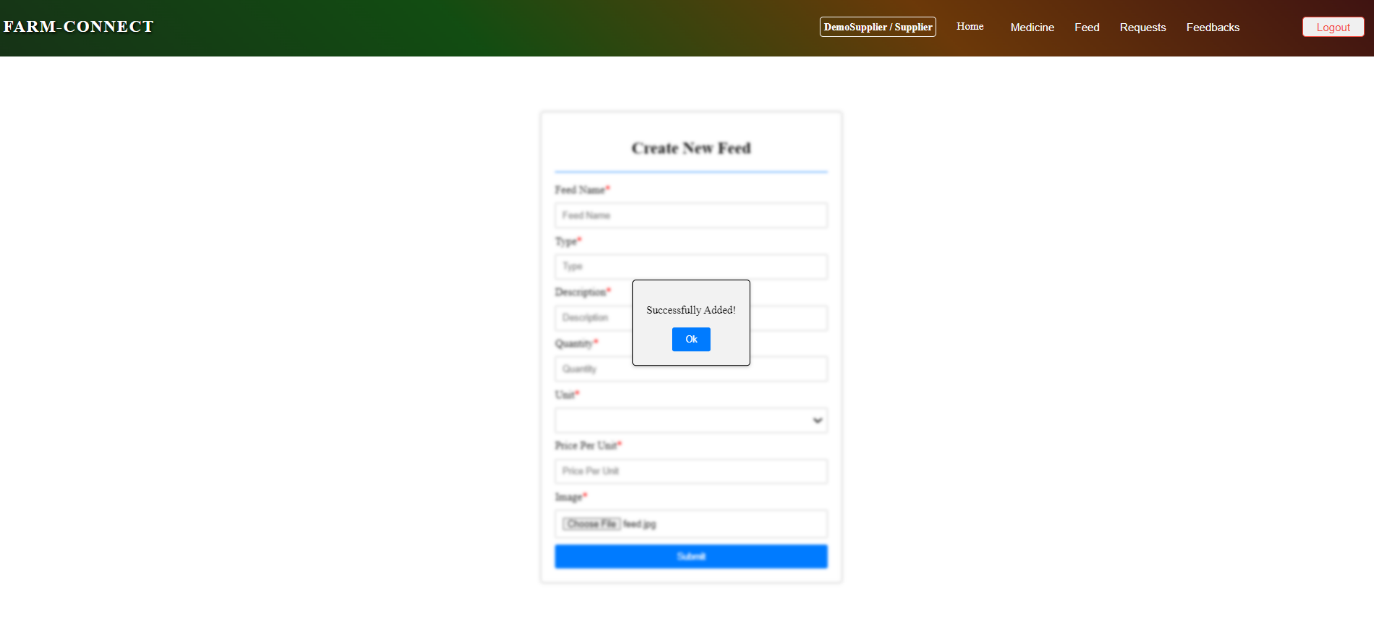 FARM-CONNECT
DemoSupplier / Supplier Home Medicine Feed Requests Feedbacks Logout
Create New Feed
Feed Name*
Feed Name
Type*
Type
Description*
Description
Successfully Added!
Ok
Quantity*
Quantity
Unit*
Price Per Unit*
Price Per Unit
Image*
Choose File feed.jpg
Submit